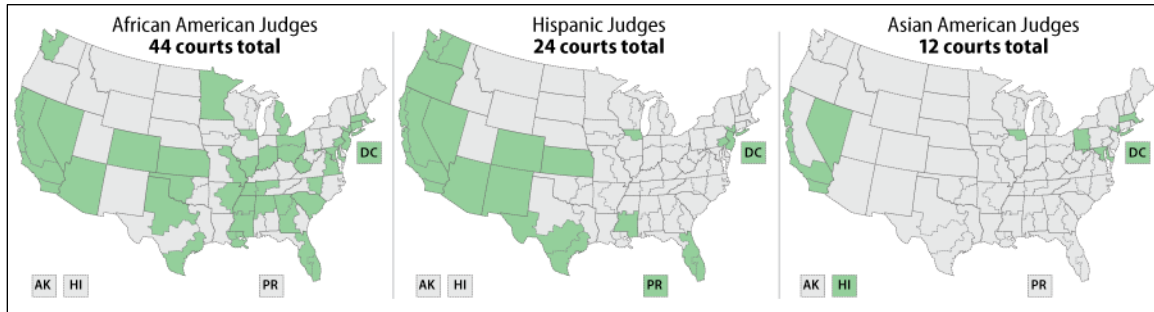 African American Judges
44 courts total
DC
AK HI PR
Hispanic Judges
24 courts total
DC
AK HI PR
Asian American Judges
12 courts total
DC
AK HI PR